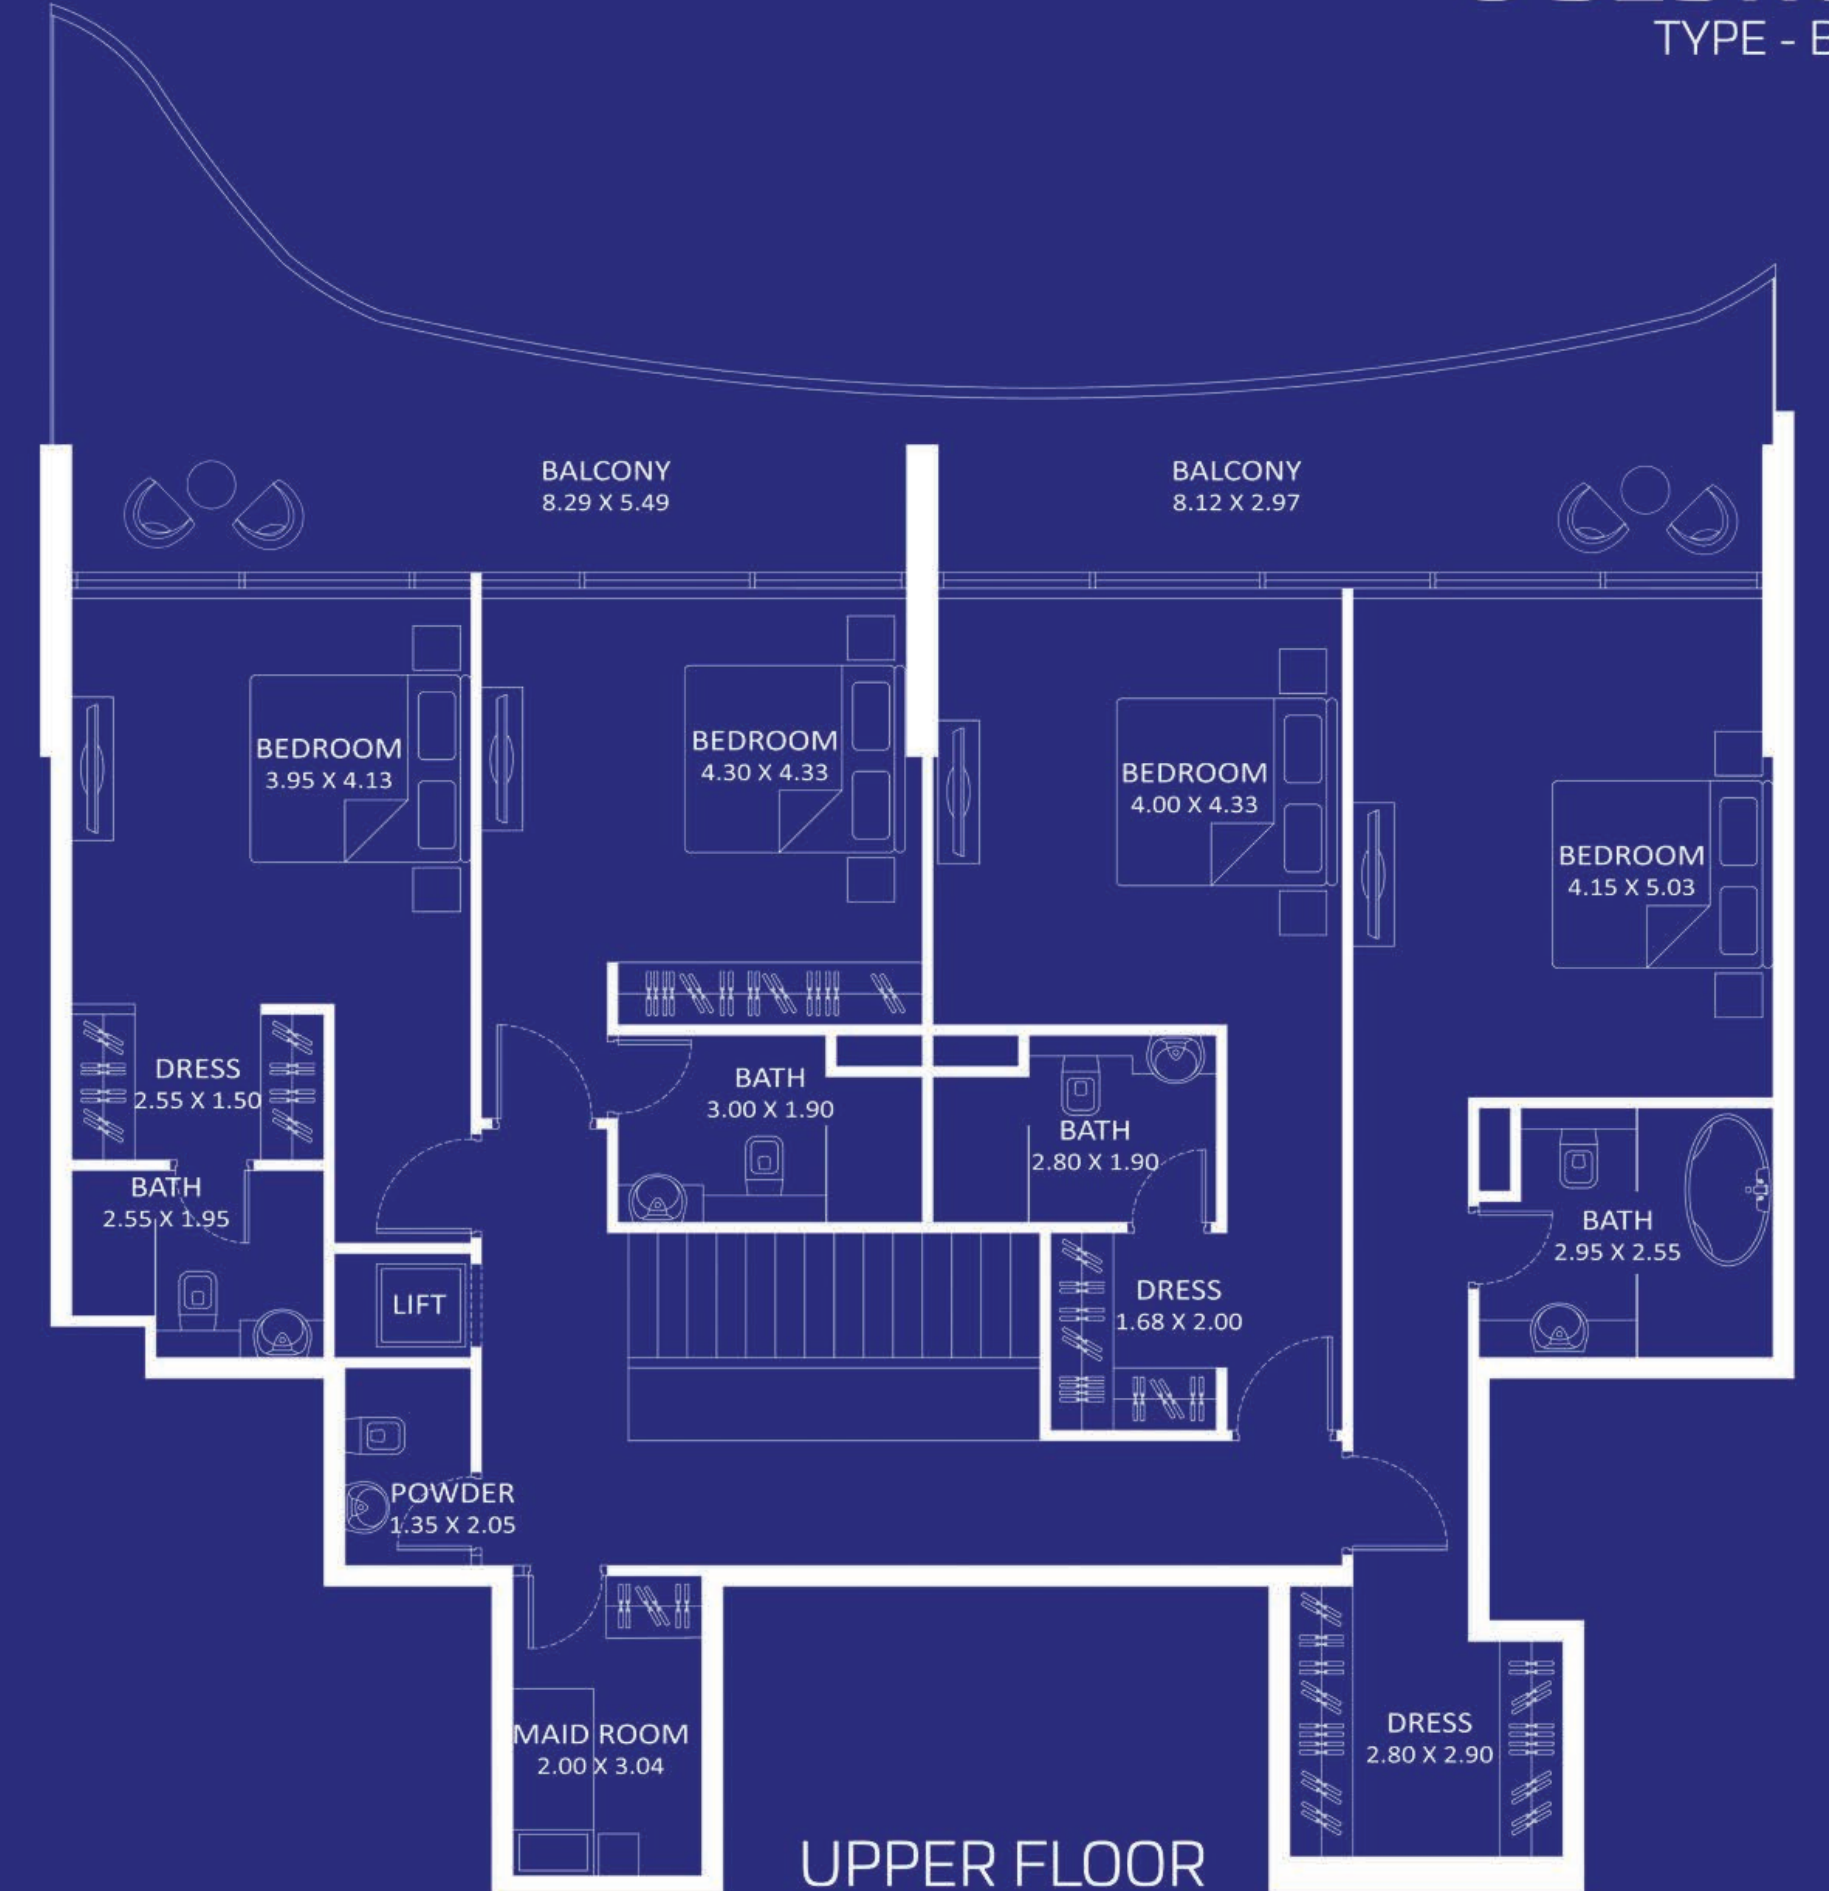 TYPE - B
BALCONY
8.29 X 5.49
BALCONY
8.12 X 2.97
BEDROOM
3.95 X 4.13
BEDROOM
4.30 X 4.33
BEDROOM
4.00 X 4.33
BEDROOM
4.15 X 5.03
DRESS
2.55 X 1.50
BATH
3.00 X 1.90
BATH
2.80 X 1.90
BATH
2.55 X 1.95
BATH
2.95 X 2.55
LIFT
DRESS
1.68 X 2.00
POWDER
1.35 X 2.05
MAID ROOM
2.00 X 3.04
DRESS
2.80 X 2.90
UPPER FLOOR